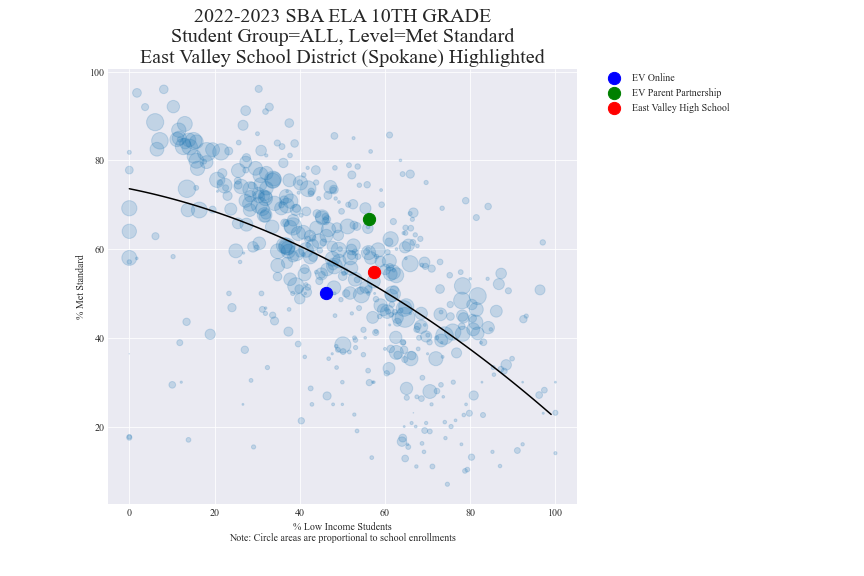 2022-2023 SBA ELA 10TH GRADE
Student Group=ALL, Level=Met Standard
East Valley School District (Spokane) Highlighted
EV Online
EV Parent Partnership
East Valley High School
% Met Standard
100
80
60
40
20
0 20 40 60 80 100
% Low Income Students
Note: Circle areas are proportional to school enrollments